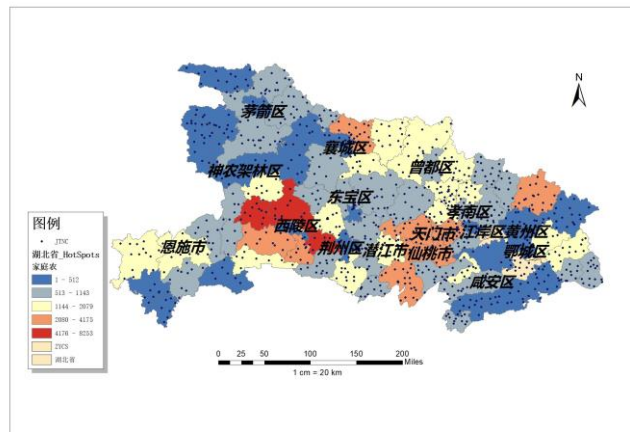 N
茅箭区
襄城区
曾都区
神农架林区
东宝区
孝南区
西陵区
天门市
江岸区
黄州区
恩施市
荆州区
潜江市
仙桃市
鄂城区
咸安区
图例
JTNC
湖北省_HotSpots
家庭农
1 - 512
513 - 1143
1144 - 2079
2080 - 4175
4176 - 8253
ZYCS
湖北省
0 25 50 100 150 200
Miles
1 cm = 20 km